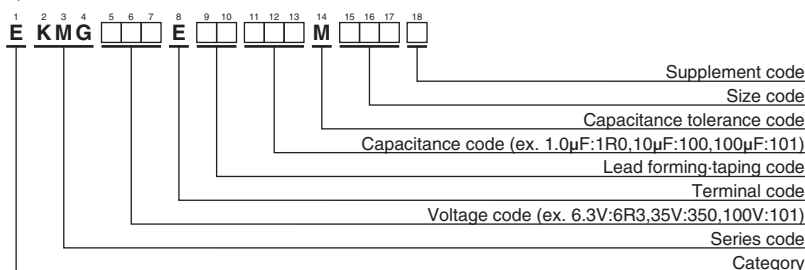 1 2 3 4 5 6 7 8 9 10 11 12 13 14 15 16 17 18
E KMG □□□ E □□ □□□ M □□□ □
Supplement code
Size code
Capacitance tolerance code
Capacitance code (ex. 1.0µF:1R0,10µF:100,100µF:101)
Lead forming·taping code
Terminal code
Voltage code (ex. 6.3V:6R3,35V:350,100V:101)
Series code
Category